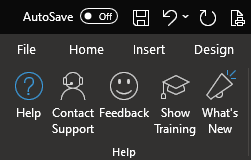 AutoSave Off
File Home Insert Design
Help Contact Support Feedback Show Training What's New
Help